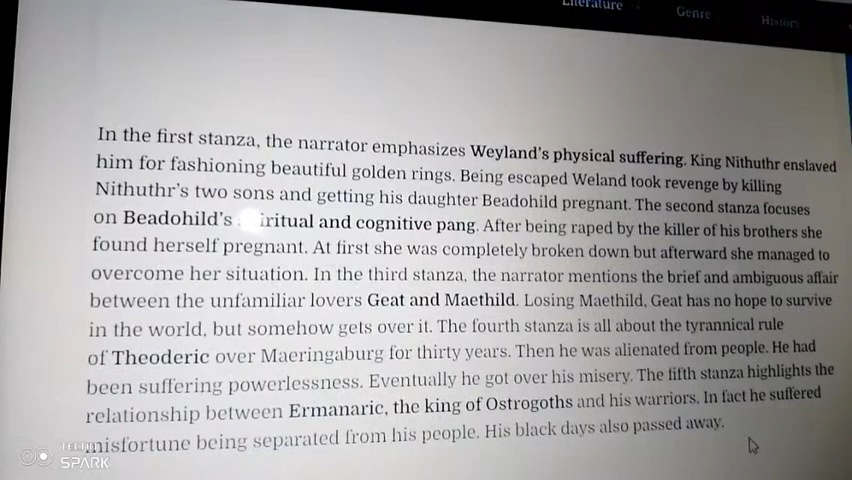 Literature
Genre
History
In the first stanza, the narrator emphasizes Weyland's physical suffering. King Nithuthr enslaved
him for fashioning beautiful golden rings. Being escaped Weland took revenge by killing
Nithuthr's two sons and getting his daughter Beadohild pregnant. The second stanza focuses
on Beadohild's spiritual and cognitive pang. After being raped by the killer of his brothers she
found herself pregnant. At first she was completely broken down but afterward she managed to
overcome her situation. In the third stanza, the narrator mentions the brief and ambiguous affair
between the unfamiliar lovers Geat and Maethild. Losing Maethild, Geat has no hope to survive
in the world, but somehow gets over it. The fourth stanza is all about the tyrannical rule
of Theoderic over Maeringaburg for thirty years. Then he was alienated from people. He had
been suffering powerlessness. Eventually he got over his misery. The fifth stanza highlights the
relationship between Ermanaric, the king of Ostrogoths and his warriors. In fact he suffered
misfortune being separated from his people. His black days also passed away.
TECNO
SPARK